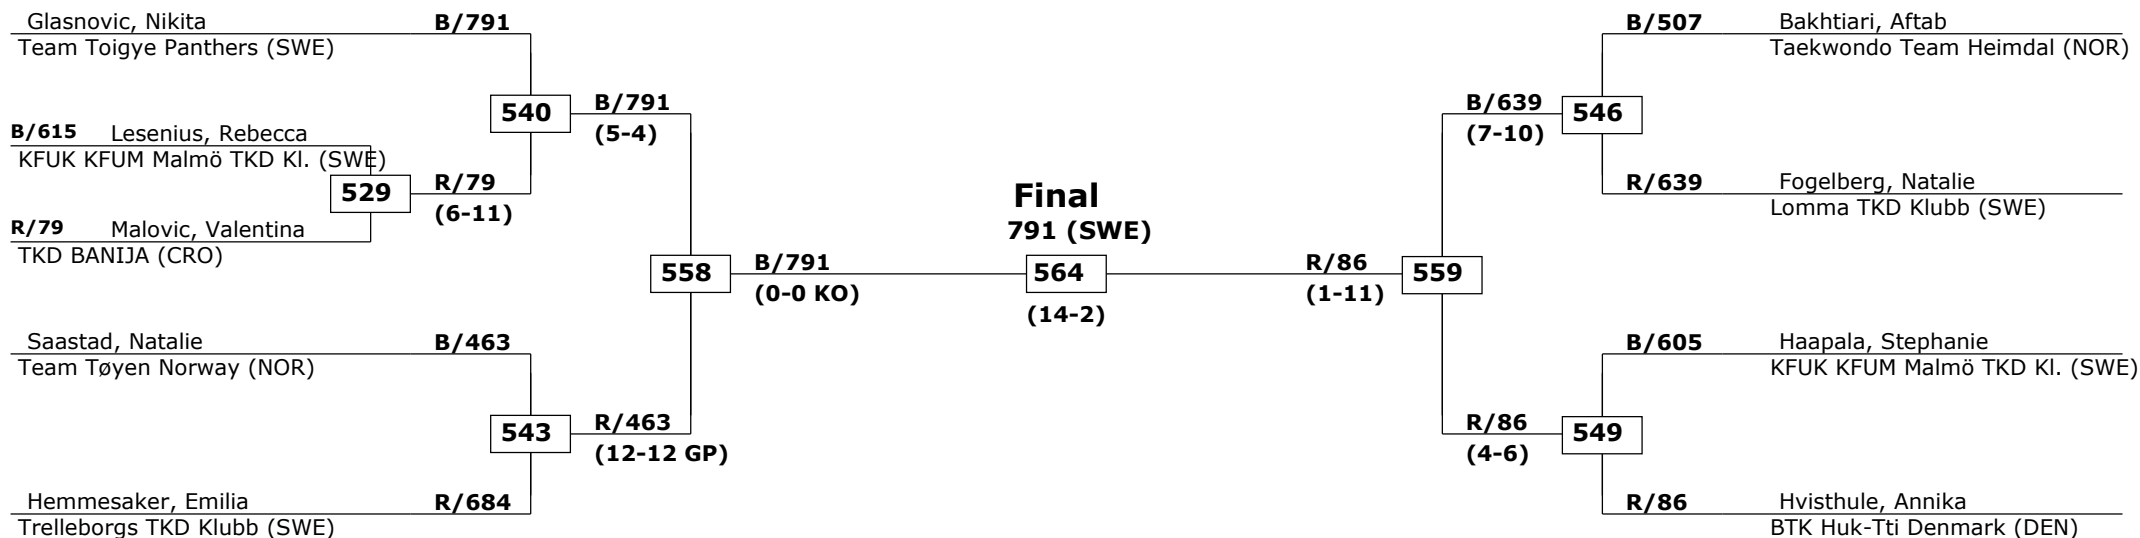 Glasnovic, Nikita
B/791
Team Toigye Panthers (SWE)
B/615
Lesenius, Rebecca
KFUK KFUM Malmö TKD Kl. (SWE)
529
R/79
(6-11)
R/79
Malovic, Valentina
TKD BANIJA (CRO)
540
B/791
(5-4)
Saastad, Natalie
B/463
Team Tøyen Norway (NOR)
543
R/463
(12-12 GP)
Hemmesaker, Emilia
R/684
Trelleborgs TKD Klubb (SWE)
558
B/791
(0-0 KO)
Final
791 (SWE)
564
(14-2)
R/86
(1-11)
559
B/507
Bakhtiari, Aftab
Taekwondo Team Heimdal (NOR)
B/639
(7-10)
546
R/639
Fogelberg, Natalie
Lomma TKD Klubb (SWE)
B/605
Haapala, Stephanie
KFUK KFUM Malmö TKD Kl. (SWE)
R/86
(4-6)
549
R/86
Hvisthule, Annika
BTK Huk-Tti Denmark (DEN)